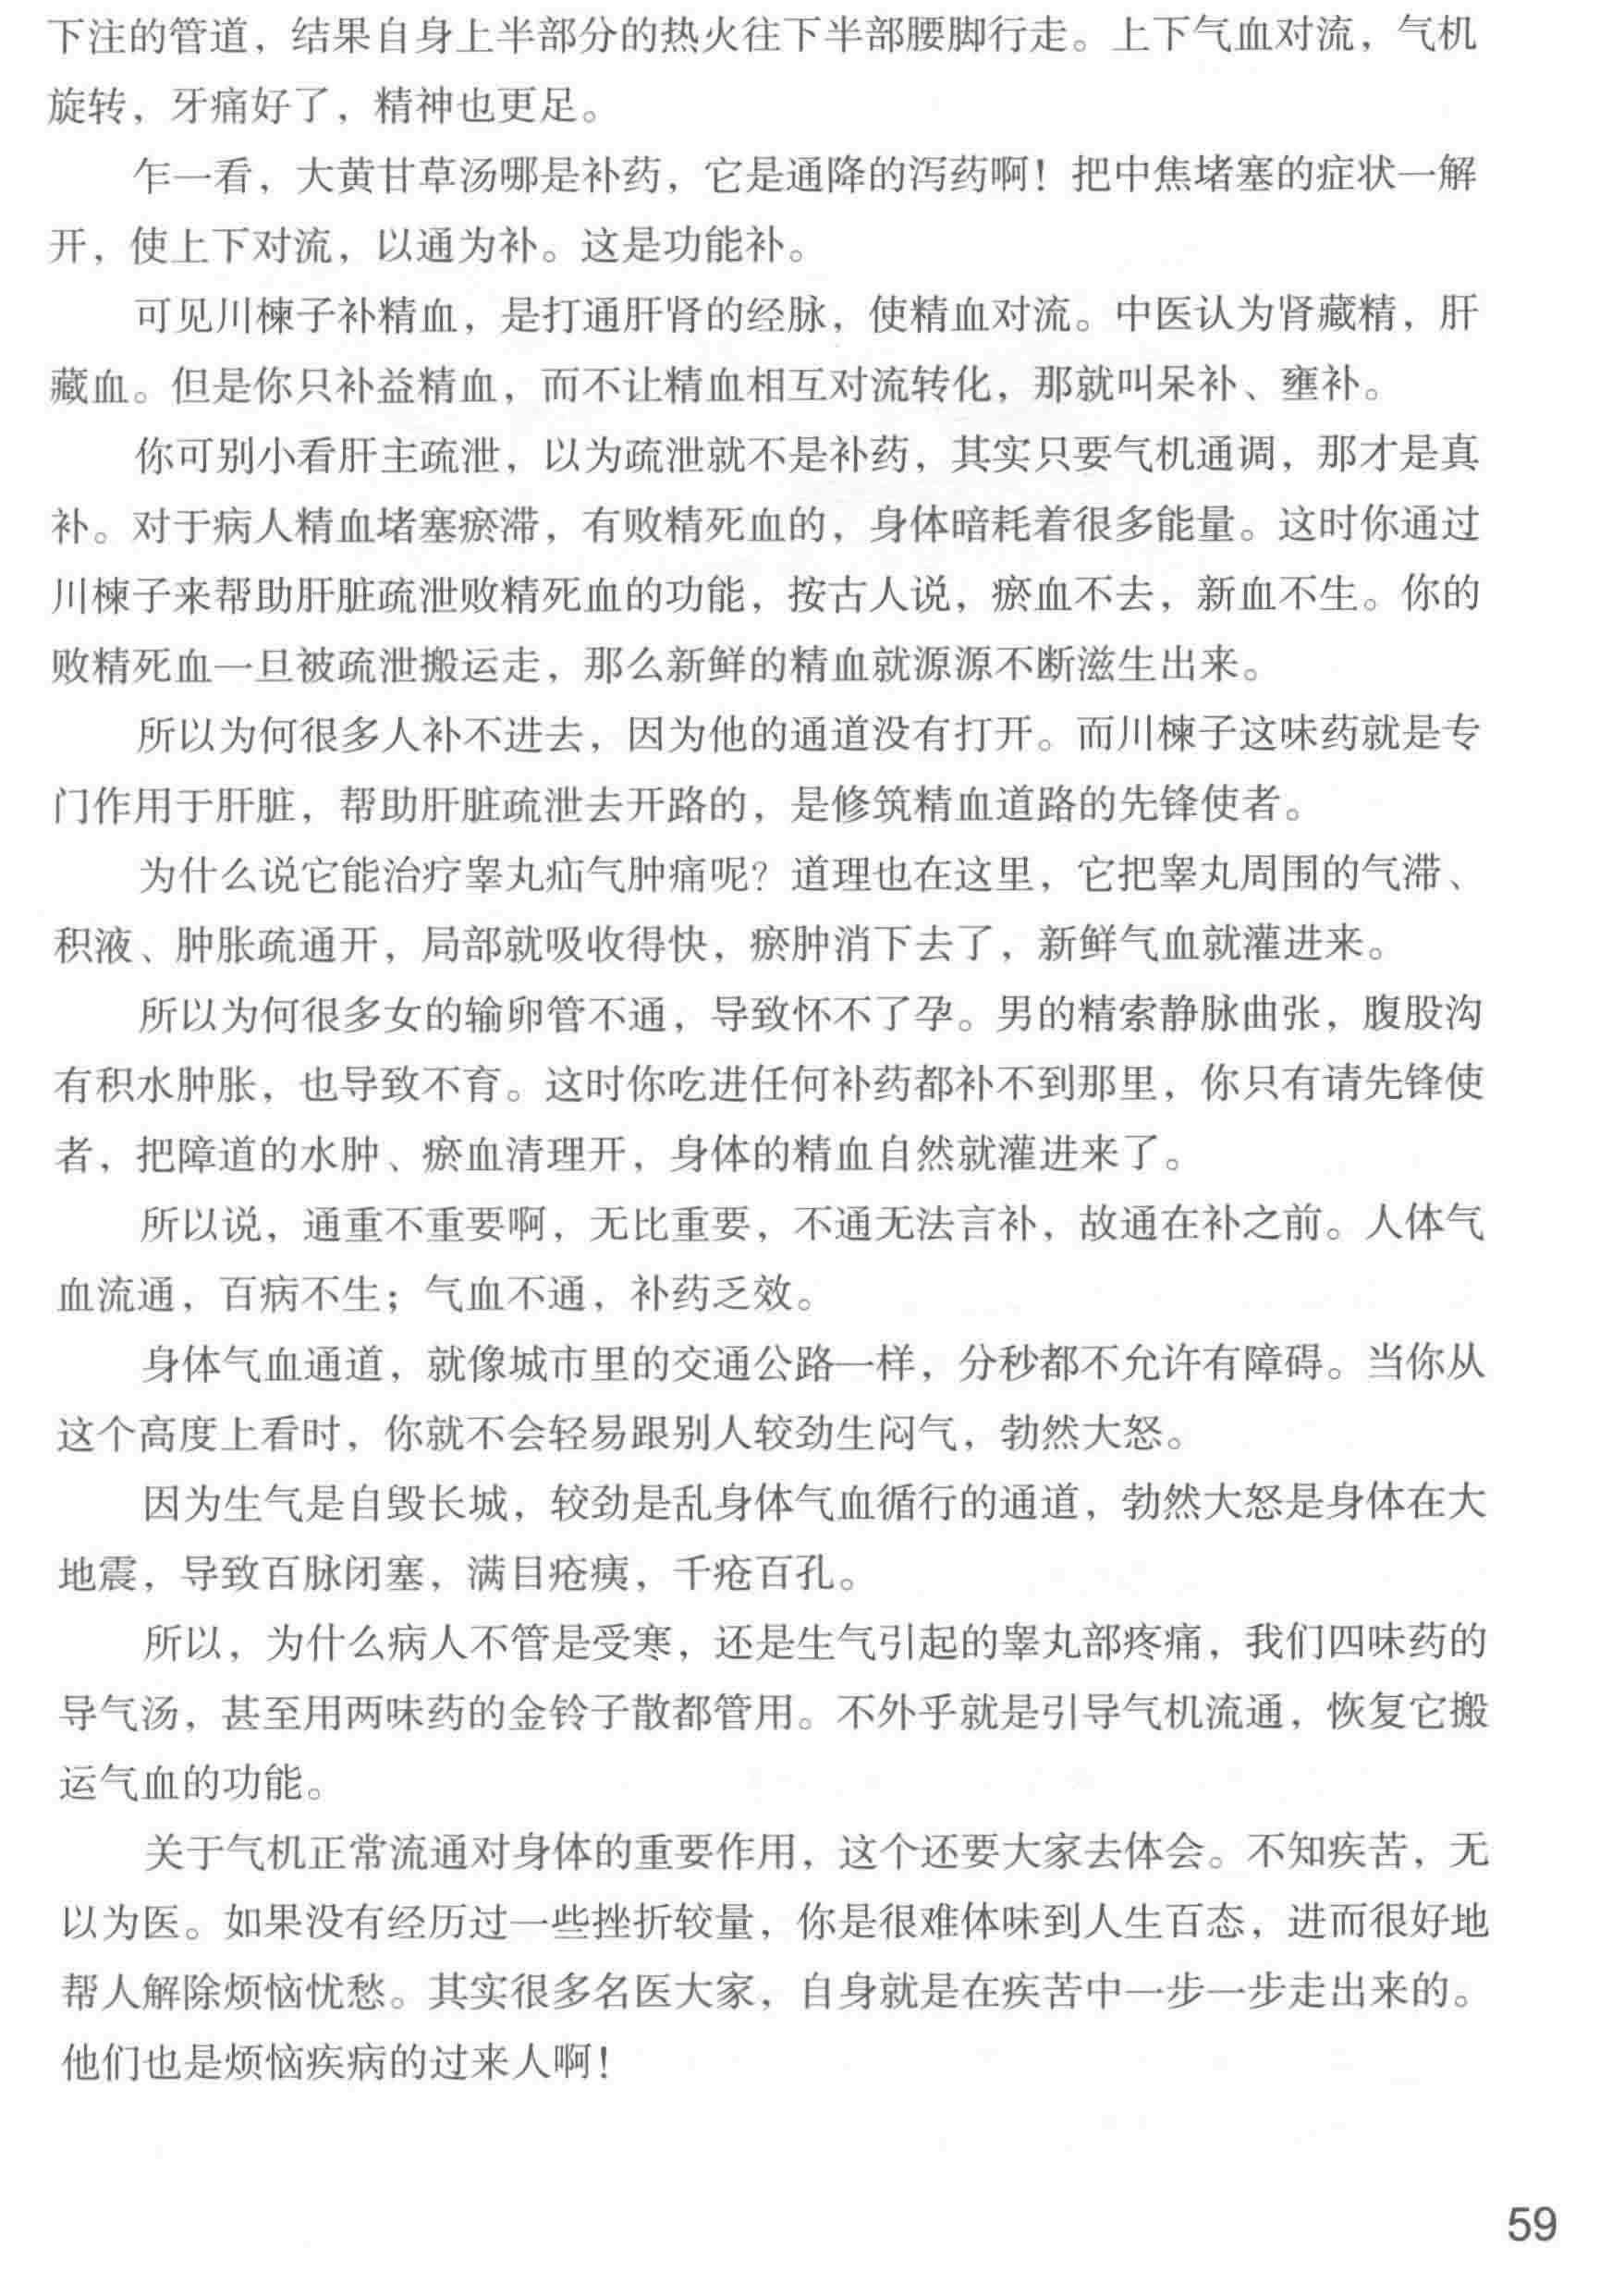 下注的管道，结果自身上半部分的热火往下半部腰脚行走。上下气血对流，气机
旋转，牙痛好了，精神也更足。
乍一看，大黄甘草汤哪是补药，它是通降的泻药啊！把中焦堵塞的症状一解
开，使上下对流，以通为补。这是功能补。
可见川楝子补精血，是打通肝肾的经脉，使精血对流。中医认为肾藏精，肝
藏血。但是你只补益精血，而不让精血相互对流转化，那就叫呆补、壅补。
你可别小看肝主疏泄，以为疏泄就不是补药，其实只要气机通调，那才是真
补。对于病人精血堵塞瘀滞，有败精死血的，身体暗耗着很多能量。这时你通过
川楝子来帮助肝脏疏泄败精死血的功能，按古人说，瘀血不去，新血不生。你的
败精死血一旦被疏泄搬运走，那么新鲜的精血就源源不断滋生出来。
所以为何很多人补不进去，因为他的通道没有打开。而川楝子这味药就是专
门作用于肝脏，帮助肝脏疏泄去开路的，是修筑精血道路的先锋使者。
为什么说它能治疗睾丸疝气肿痛呢？道理也在这里，它把睾丸周围的气滞、
积液、肿胀疏通开，局部就吸收得快，瘀肿消下去了，新鲜气血就灌进来。
所以为何很多女的输卵管不通，导致怀不了孕。男的精索静脉曲张，腹股沟
有积水肿胀，也导致不育。这时你吃进任何补药都补不到那里，你只有请先锋使
者，把障道的水肿、瘀血清理开，身体的精血自然就灌进来了。
所以说，通重不重要啊，无比重要，不通无法言补，故通在补之前。人体气
血流通，百病不生；气血不通，补药乏效。
身体气血通道，就像城市里的交通公路一样，分秒都不允许有障碍。当你从
这个高度上看时，你就不会轻易跟别人较劲生闷气，勃然大怒。
因为生气是自毁长城，较劲是乱身体气血循行的通道，勃然大怒是身体在大
地震，导致百脉闭塞，满目疮痍，千疮百孔。
所以，为什么病人不管是受寒，还是生气引起的睾丸部疼痛，我们四味药的
导气汤，甚至用两味药的金铃子散都管用。不外乎就是引导气机流通，恢复它搬
运气血的功能。
关于气机正常流通对身体的重要作用，这个还要大家去体会。不知疾苦，无
以为医。如果没有经历过一些挫折较量，你是很难体味到人生百态，进而很好地
帮人解除烦恼忧愁。其实很多名医大家，自身就是在疾苦中一步一步走出来的。
他们也是烦恼疾病的过来人啊！
59